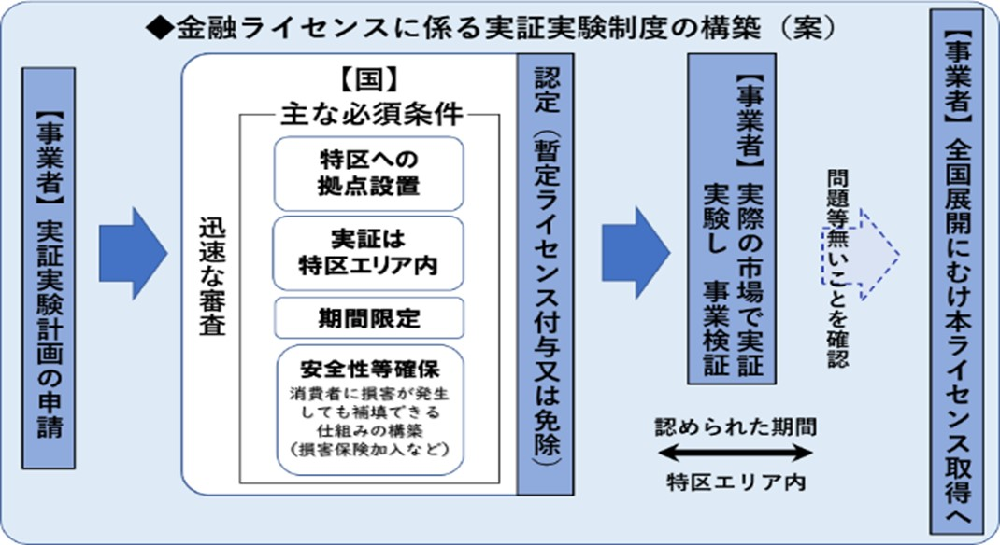 ◆金融ライセンスに係る実証実験制度の構築（案）
【事業者】実証実験計画の申請
迅速な審査
【国】
主な必須条件
特区への
拠点設置
実証は
特区エリア内
期間限定
安全性等確保
消費者に損害が発生
しても補填できる
仕組みの構築
（損害保険加入など）
認定（暫定ライセンス付与又は免除）
【事業者】実際の市場で実証
実験し　事業検証
認められた期間
特区エリア内
問題等無いことを確認
【事業者】全国展開にむけ本ライセンス取得へ